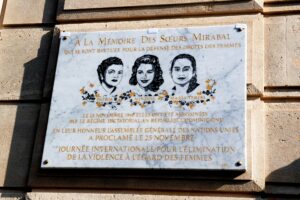 À LA MÉMOIRE DES SŒURS MIRABAL
QUI SE SONT BATTUES POUR LA DÉFENSE DES DROITS DES FEMMES
LE 25 NOVEMBRE 1960 ELLES ONT ÉTÉ ASSASSINÉES
PAR LE RÉGIME DICTATORIAL EN RÉPUBLIQUE DOMINICAINE
EN LEUR HONNEUR L'ASSEMBLÉE GÉNÉRALE DES NATIONS UNIES
A PROCLAMÉ LE 25 NOVEMBRE
"JOURNÉE INTERNATIONALE POUR L'ÉLIMINATION
DE LA VIOLENCE À L'ÉGARD DES FEMMES"